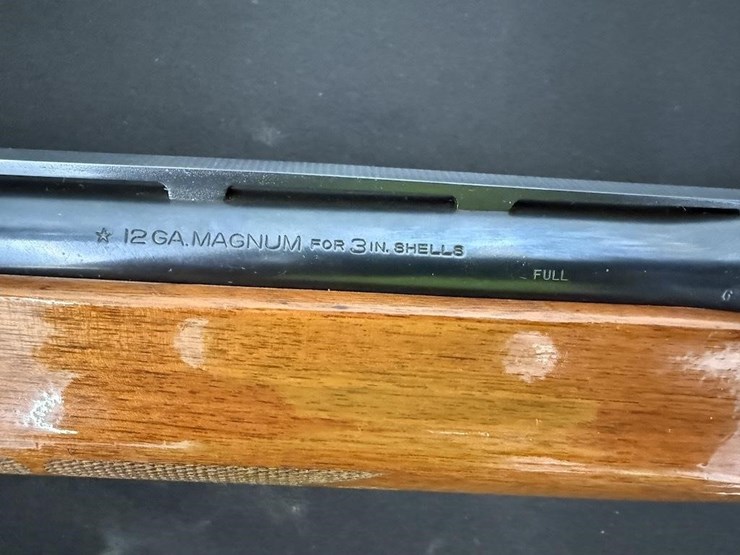 ☆ 12 GA. MAGNUM FOR 3 IN. SHELLS
FULL